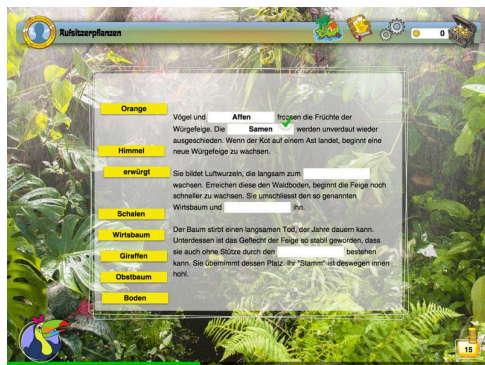 Aufsitzerpflanzen
0
Orange
Himmel
erwürgt
Schalen
Wirtsbaum
Giraffen
Obstbaum
Boden
Vögel und Affen fressen die Früchte der
Würgefeige. Die Samen werden unverdaut wieder
ausgeschieden. Wenn der Kot auf einem Ast landet, beginnt eine
neue Würgefeige zu wachsen.
Sie bildet Luftwurzeln, die langsam zum
wachsen. Erreichen diese den Waldboden, beginnt die Feige noch
schneller zu wachsen. Sie umschliesst den so genannten
Wirtsbaum und ihn.
Der Baum stirbt einen langsamen Tod, der Jahre dauern kann.
Unterdessen ist das Geflecht der Feige so stabil geworden, dass
sie auch ohne Stütze durch den bestehen
kann. Sie übernimmt dessen Platz. Ihr "Stamm" ist deswegen innen
hohl.
15